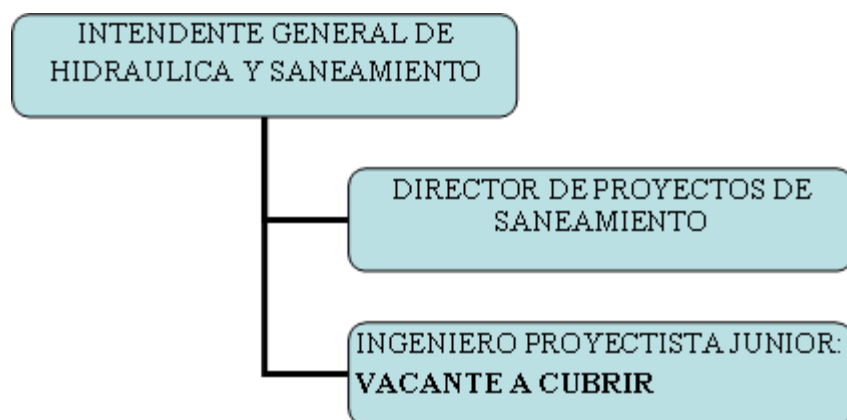 INTENDENTE GENERAL DE
HIDRAULICA Y SANEAMIENTO
DIRECTOR DE PROYECTOS DE
SANEAMIENTO
INGENIERO PROYECTISTA JUNIOR:
VACANTE A CUBRIR